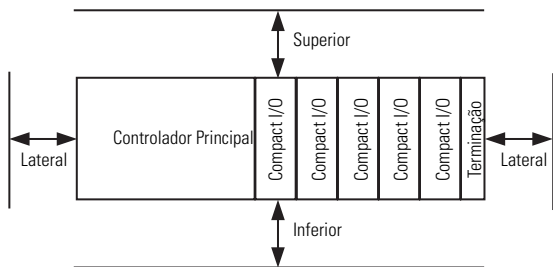 Superior
Controlador Principal
Compact I/O
Compact I/O
Compact I/O
Compact I/O
Compact I/O
Terminação
Lateral
Lateral
Inferior